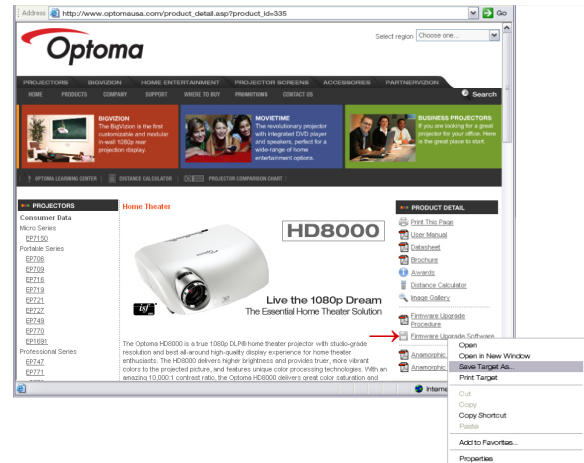 Address http://www.optomausa.com/product_detail.asp?product_id=335 Go
Optoma
Select region Choose one...
PROJECTORS BIGVIZION HOME ENTERTAINMENT PROJECTOR SCREENS ACCESSORIES PARTNERVIZION
HOME PRODUCTS COMPANY SUPPORT WHERE TO BUY PROMOTIONS CONTACT US Search
BIGVIZION
The BigVizion is the first
customizable and modular
in-wall 1080p rear
projection display.
MOVIETIME
The revolutionary projector
with integrated DVD player
and speakers, perfect for a
wide-range of home
entertainment options.
BUSINESS PROJECTORS
If you are looking for a great
projector for your office. Here
is the great place to start.
? OPTOMA LEARNING CENTER | DISTANCE CALCULATOR | PROJECTOR COMPARISON CHART |
PROJECTORS
Consumer Data
Micro Series
EP7150
Portable Series
EP706
EP709
EP716
EP719
EP721
EP727
EP749
EP770
EP1691
Professional Series
EP747
EP771
Home Theater
HD8000
isf
Live the 1080p Dream
The Essential Home Theater Solution
The Optoma HD8000 is a true 1080p DLP® home theater projector with studio-grade
resolution and best all-around high-quality display experience for home theater
enthusiasts. The HD8000 delivers higher brightness and provides truer, more vibrant
colors to the projected picture, and features unique color processing technologies. With an
amazing 10,000:1 contrast ratio, the Optoma HD8000 delivers great color saturation and
PRODUCT DETAIL
Print This Page
User Manual
Datasheet
Brochure
Awards
Distance Calculator
Image Gallery
Firmware Upgrade
Procedure
Firmware Upgrade Software
Anamorphic
Anamorphic
Interne
Open
Open in New Window
Save Target As...
Print Target
Cut
Copy
Copy Shortcut
Paste
Add to Favorites...
Properties